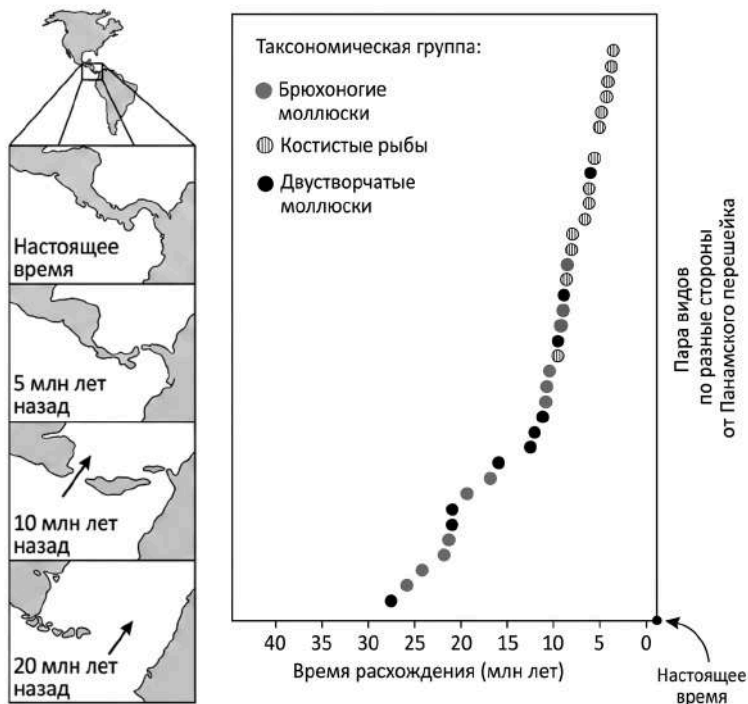 Настоящее
время
5 млн лет
назад
10 млн лет
назад
20 млн лет
назад
Таксономическая группа:
Брюхоногие
моллюски
Костистые рыбы
Двустворчатые
моллюски
40 35 30 25 20 15 10 5 0
Время расхождения (млн лет)
Пара видов
по разные стороны
от Панамского перешейка
Настоящее
время